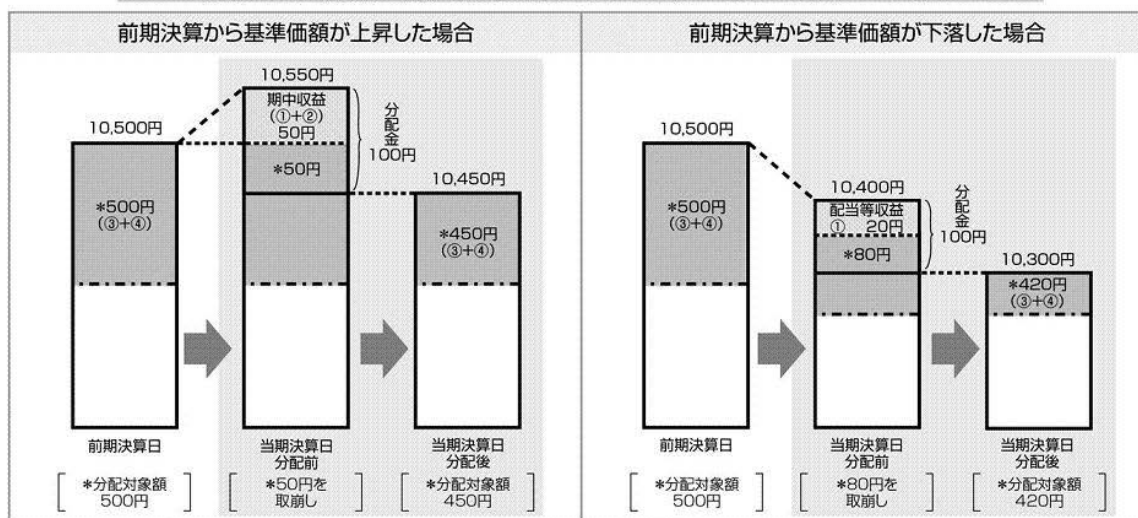 前期決算から基準価額が上昇した場合
10,550円
期中収益
(①+②)
50円
10,500円
*50円
分配金
100円
10,450円
*500円
(③+④)
*450円
(③+④)
前期決算日
当期決算日
分配前
当期決算日
分配後
*分配対象額
500円
*50円を
取崩し
*分配対象額
450円
前期決算から基準価額が下落した場合
10,500円
10,400円
*500円
(③+④)
配当等収益
① 20円
*80円
分配金
100円
10,300円
*420円
(③+④)
前期決算日
当期決算日
分配前
当期決算日
分配後
*分配対象額
500円
*80円を
取崩し
*分配対象額
420円